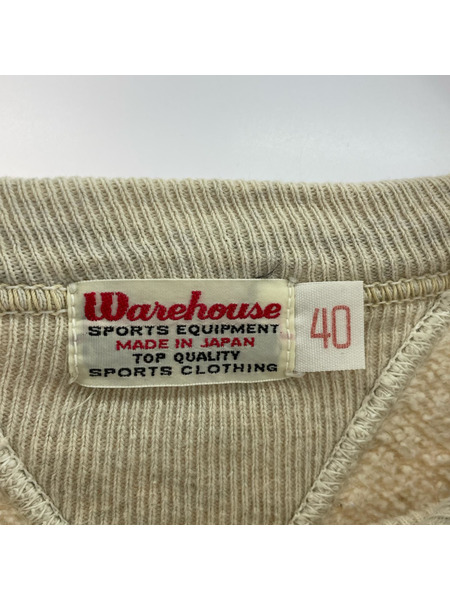 Warehouse
SPORTS EQUIPMENT
MADE IN JAPAN
TOP QUALITY
SPORTS CLOTHING
40